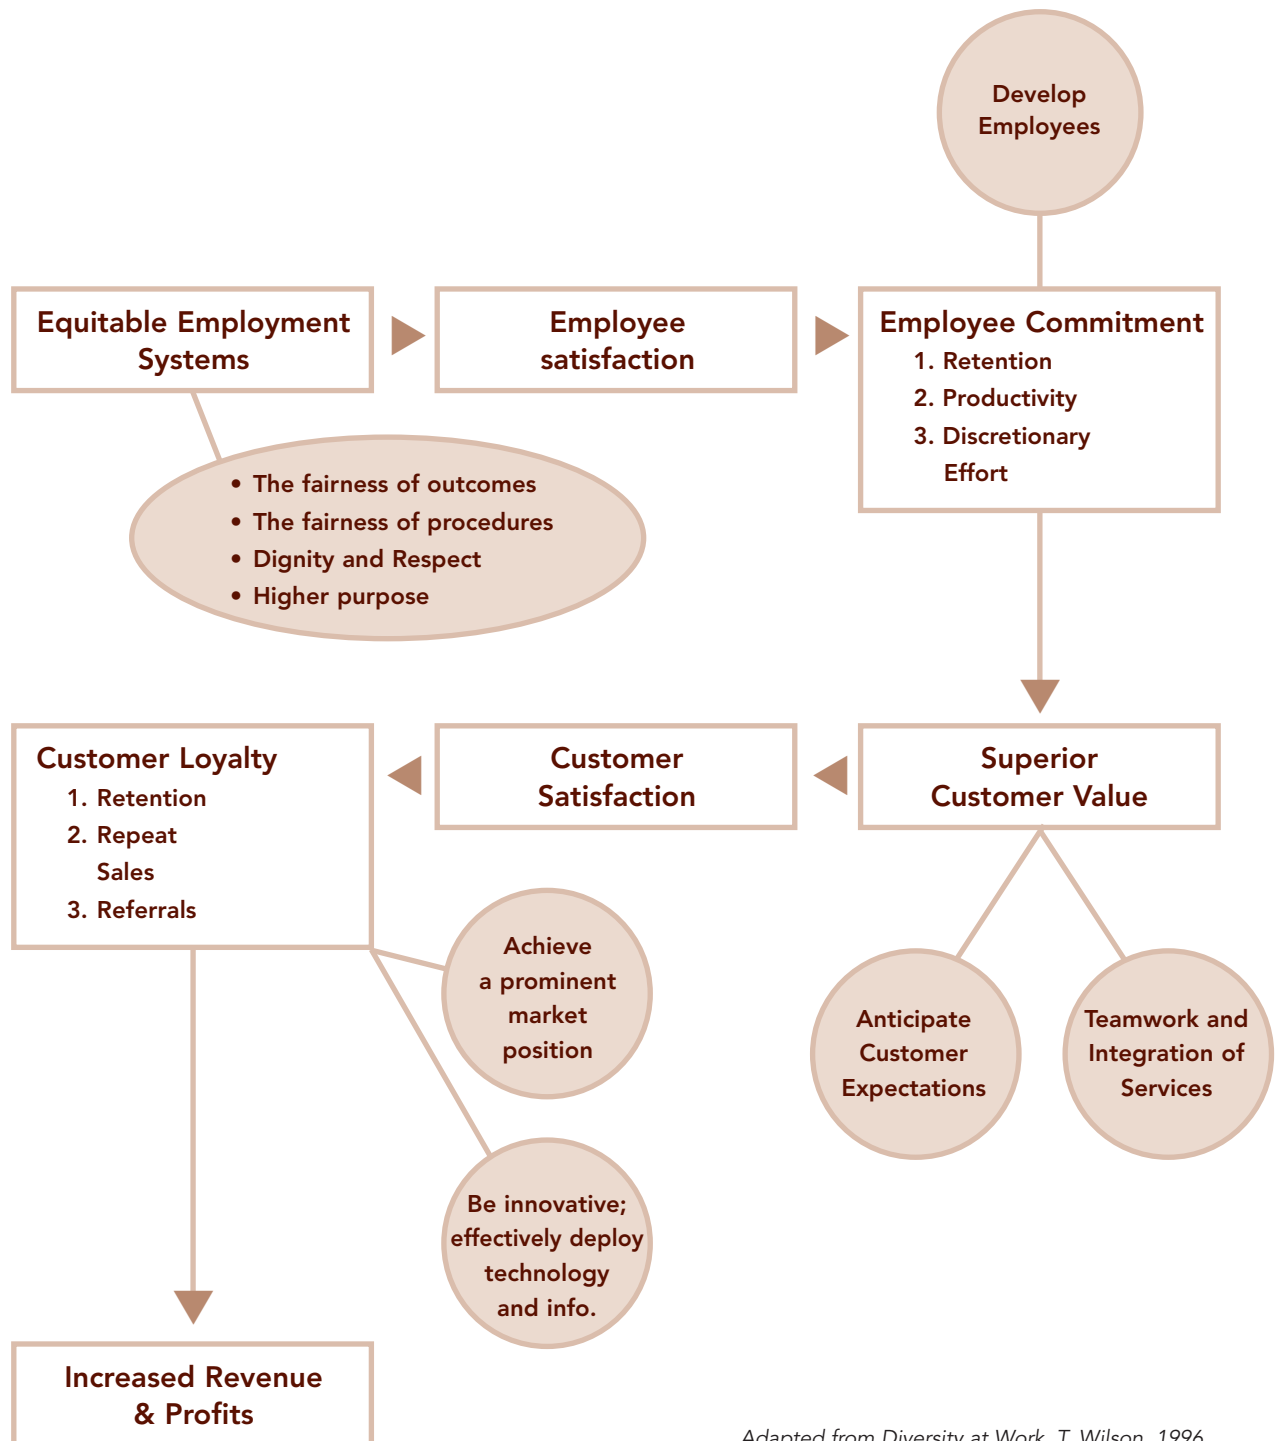 Develop
Employees
Equitable Employment
Systems
Employee
satisfaction
Employee Commitment
1. Retention
2. Productivity
3. Discretionary
Effort
• The fairness of outcomes
• The fairness of procedures
• Dignity and Respect
• Higher purpose
Superior
Customer Value
Customer
Satisfaction
Customer Loyalty
1. Retention
2. Repeat
Sales
3. Referrals
Anticipate
Customer
Expectations
Teamwork and
Integration of
Services
Achieve
a prominent
market
position
Be innovative;
effectively deploy
technology
and info.
Increased Revenue
& Profits
Adapted from Diversity at Work, T. Wilson, 1996